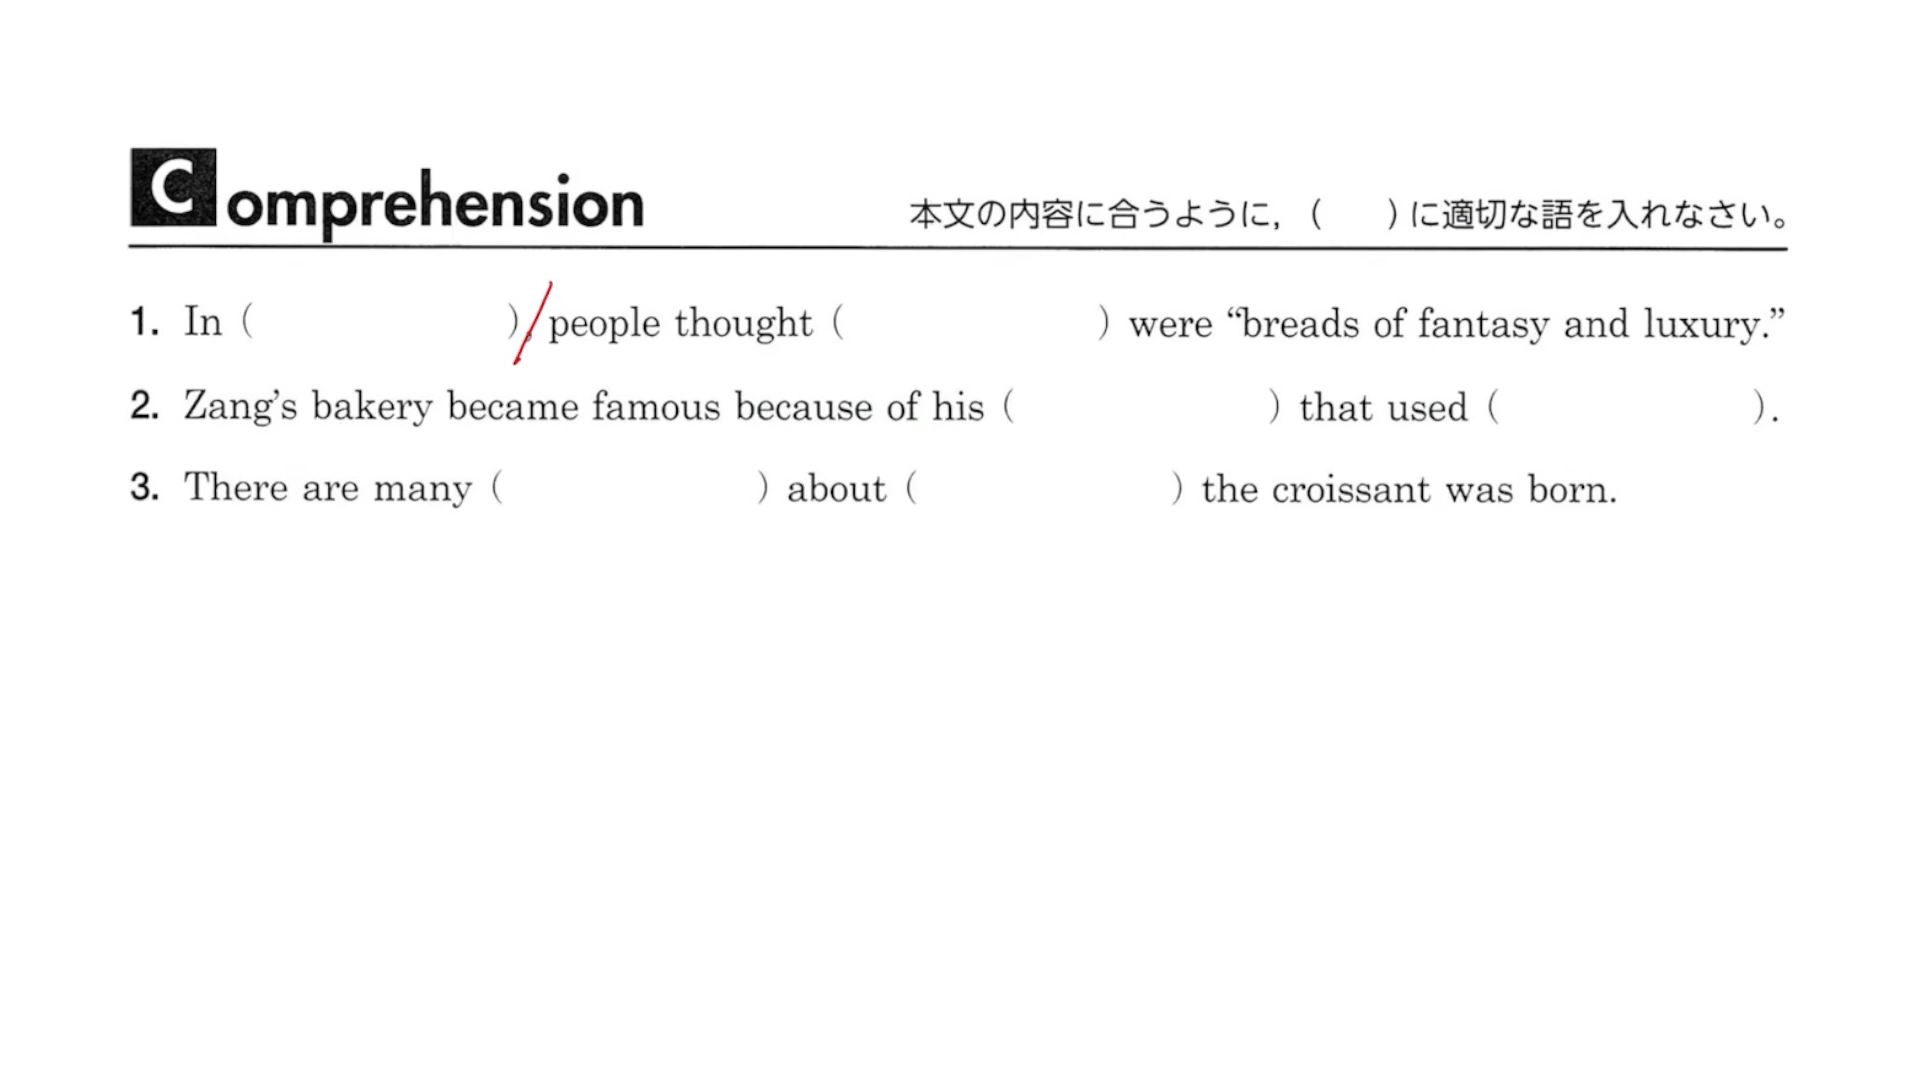 Comprehension 本文の内容に合うように, (　　) に適切な語を入れなさい。
1. In (　　　　　　), people thought (　　　　　　) were “breads of fantasy and luxury.”
2. Zang’s bakery became famous because of his (　　　　　　) that used (　　　　　　).
3. There are many (　　　　　　) about (　　　　　　) the croissant was born.